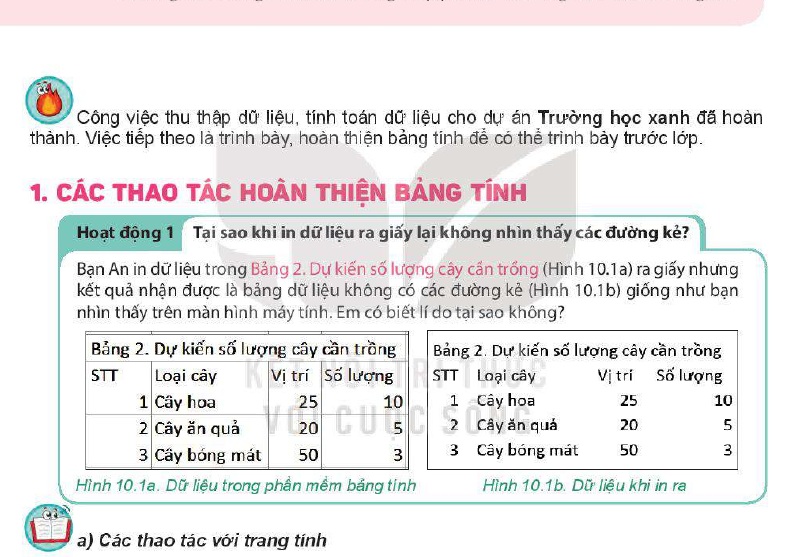 Công việc thu thập dữ liệu, tính toán dữ liệu cho dự án Trường học xanh đã hoàn
thành. Việc tiếp theo là trình bày, hoàn thiện bảng tính để có thể trình bày trước lớp.
1. CÁC THAO TÁC HOÀN THIỆN BẢNG TÍNH
Hoạt động 1 Tại sao khi in dữ liệu ra giấy lại không nhìn thấy các đường kẻ?
Bạn An in dữ liệu trong Bảng 2. Dự kiến số lượng cây cần trồng (Hình 10.1a) ra giấy nhưng
kết quả nhận được là bảng dữ liệu không có các đường kẻ (Hình 10.1b) giống như bạn
nhìn thấy trên màn hình máy tính. Em có biết lí do tại sao không?
Bảng 2. Dự kiến số lượng cây cần trồng
STT Loại cây Vị trí Số lượng
1 Cây hoa 25 10
2 Cây ăn quả 20 5
3 Cây bóng mát 50 3
Hình 10.1a. Dữ liệu trong phần mềm bảng tính
Bảng 2. Dự kiến số lượng cây cần trồng
STT Loại cây Vị trí Số lượng
1 Cây hoa 25 10
2 Cây ăn quả 20 5
3 Cây bóng mát 50 3
Hình 10.1b. Dữ liệu khi in ra
KẾT NỐI TRI THỨC
VỚI CUỘC SỐNG
a) Các thao tác với trang tính